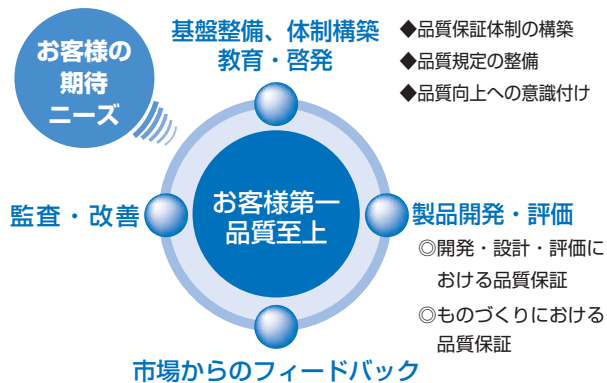 お客様の
期待
ニーズ
基盤整備、体制構築
教育・啓発
◆品質保証体制の構築
◆品質規定の整備
◆品質向上への意識付け
監査・改善
お客様第一
品質至上
製品開発・評価
◎開発・設計・評価に
おける品質保証
◎ものづくりにおける
品質保証
市場からのフィードバック